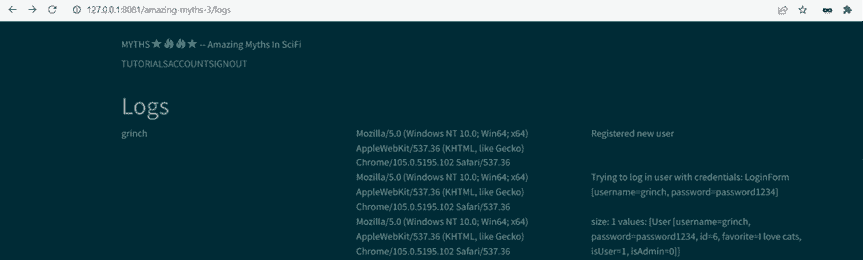 127.0.0.1:8081/amazing-myths-3/logs
MYTHS★🔥🔥★ -- Amazing Myths In SciFi
TUTORIALSACCOUNTSIGNOUT
Logs
grinch
Mozilla/5.0 (Windows NT 10.0; Win64; x64)
AppleWebKit/537.36 (KHTML, like Gecko)
Chrome/105.0.5195.102 Safari/537.36
Registered new user
Mozilla/5.0 (Windows NT 10.0; Win64; x64)
AppleWebKit/537.36 (KHTML, like Gecko)
Chrome/105.0.5195.102 Safari/537.36
Trying to log in user with credentials: LoginForm
[username=grinch, password=password1234]
Mozilla/5.0 (Windows NT 10.0; Win64; x64)
AppleWebKit/537.36 (KHTML, like Gecko)
Chrome/105.0.5195.102 Safari/537.36
size: 1 values: [User [username=grinch,
password=password1234, id=6, favorite=I love cats,
isUser=1, isAdmin=0]]